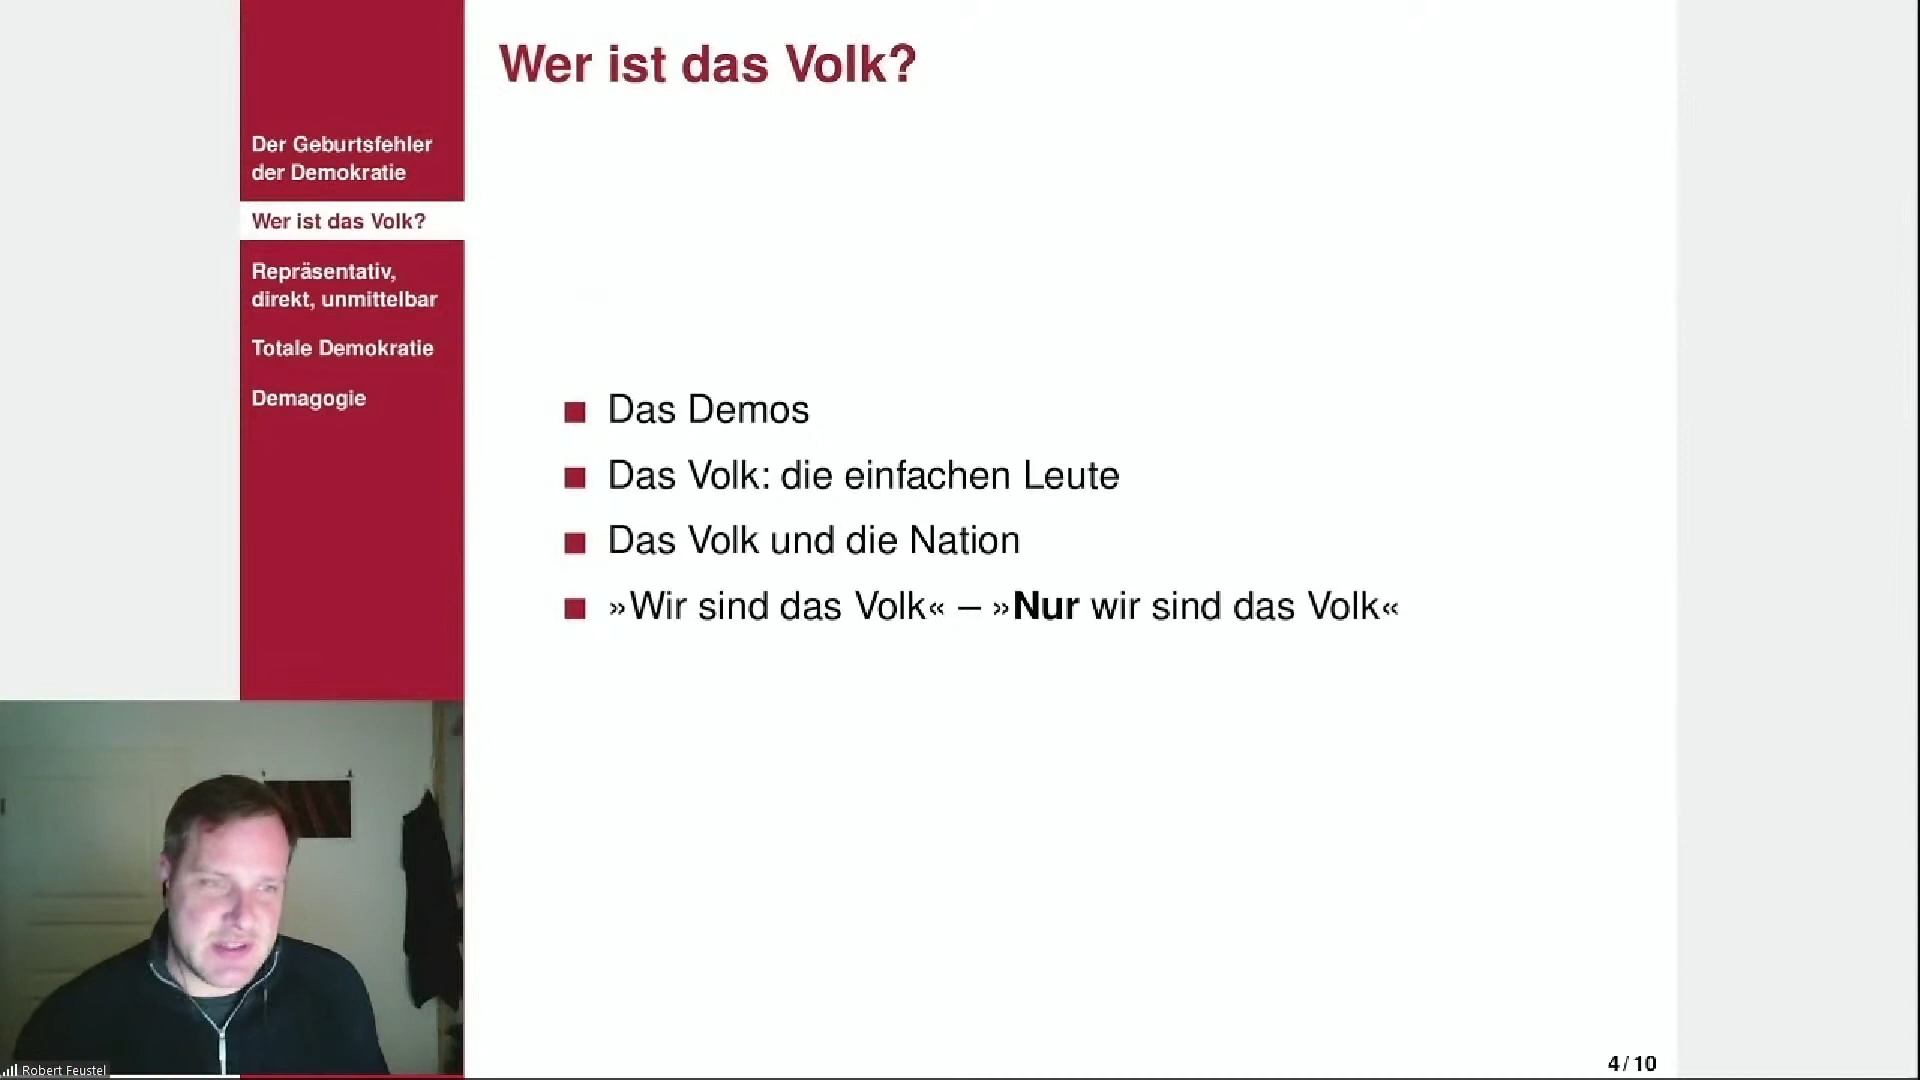 Wer ist das Volk?
Der Geburtsfehler
der Demokratie
Wer ist das Volk?
Repräsentativ,
direkt, unmittelbar
Totale Demokratie
Demagogie
Das Demos
Das Volk: die einfachen Leute
Das Volk und die Nation
»Wir sind das Volk« – »Nur wir sind das Volk«
Robert Feustel
4 / 10